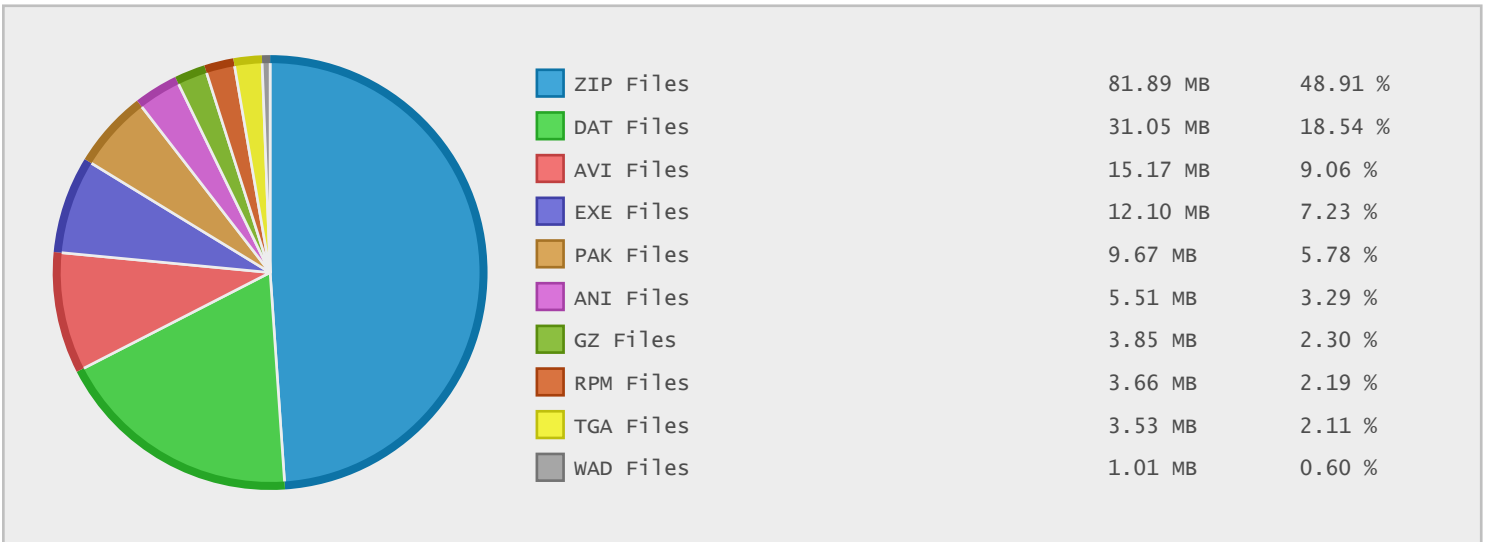 ZIP Files 81.89 MB 48.91 %
DAT Files 31.05 MB 18.54 %
AVI Files 15.17 MB 9.06 %
EXE Files 12.10 MB 7.23 %
PAK Files 9.67 MB 5.78 %
ANI Files 5.51 MB 3.29 %
GZ Files 3.85 MB 2.30 %
RPM Files 3.66 MB 2.19 %
TGA Files 3.53 MB 2.11 %
WAD Files 1.01 MB 0.60 %